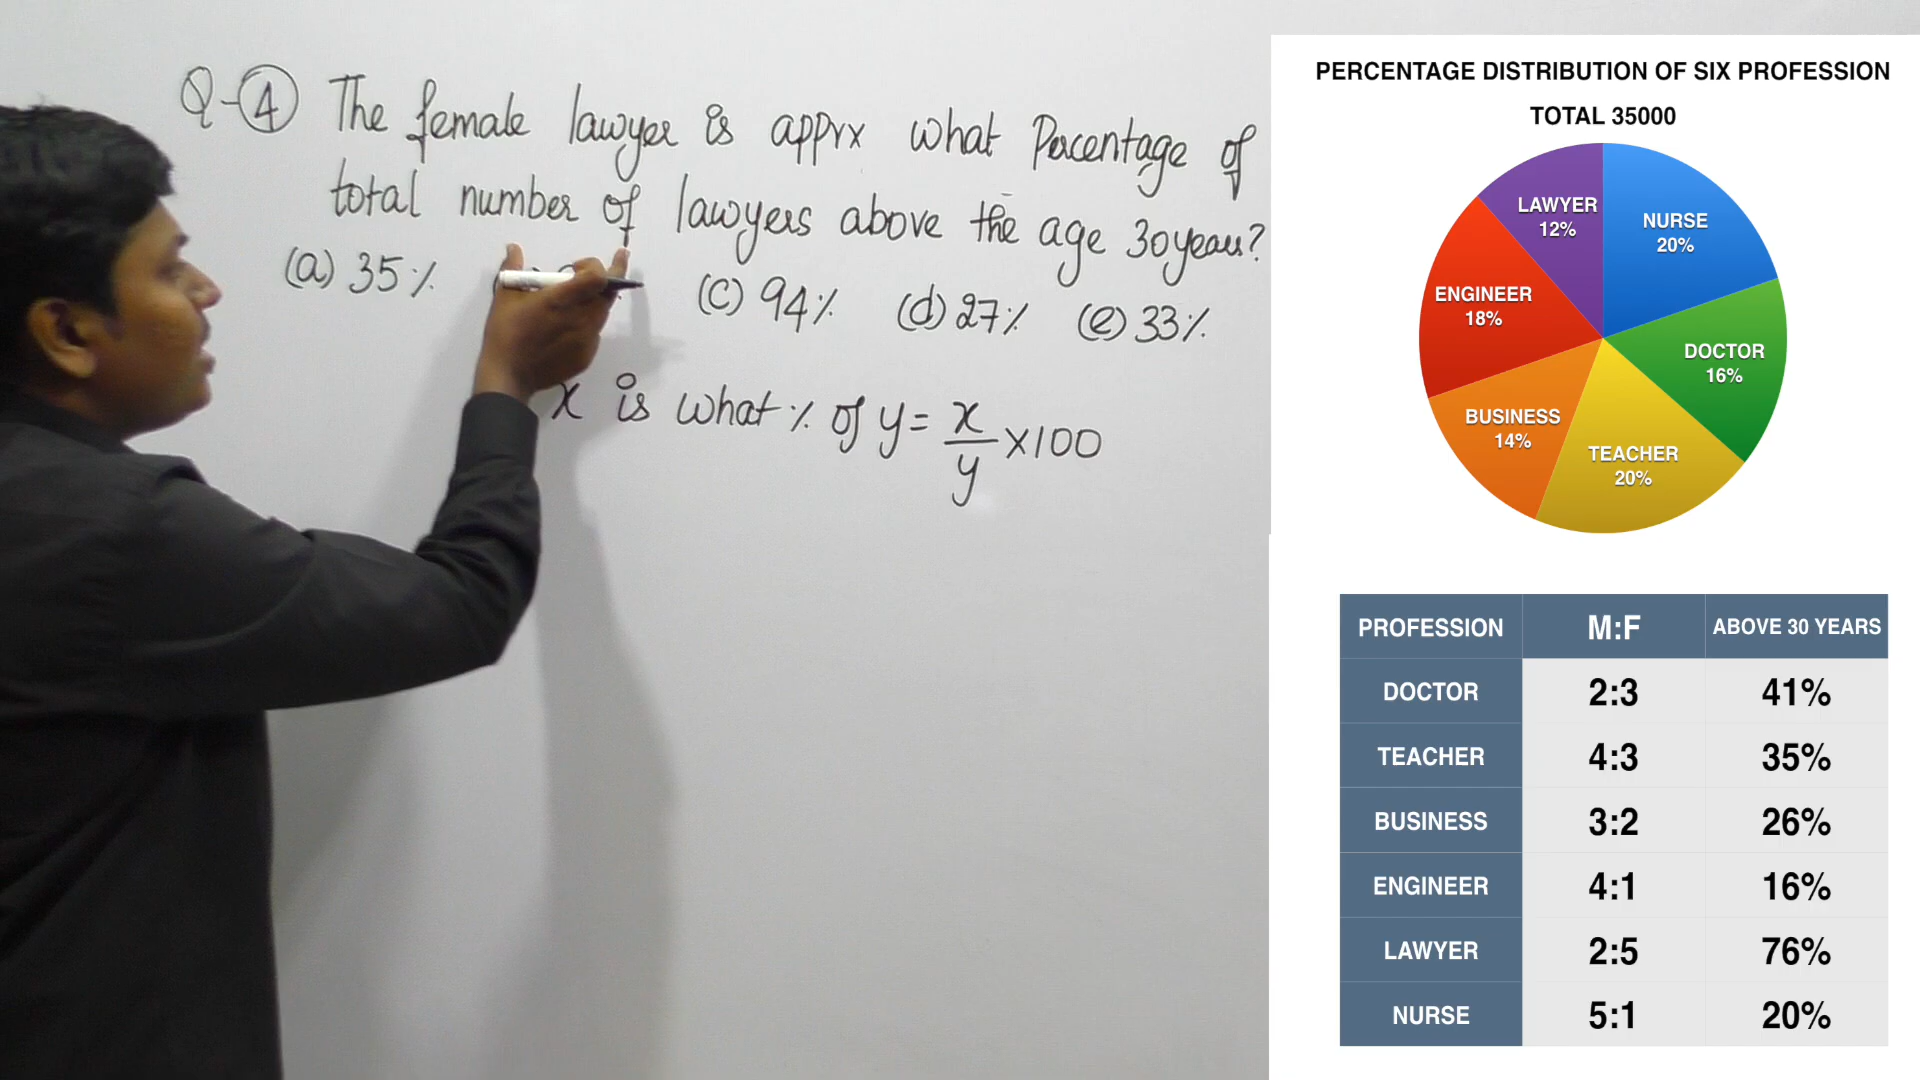 Q-4 The female lawyer is apprx what Percentage of
total number of lawyers above the age 30years?
(a) 35% (c) 94% (d) 27% (e) 33%
x is what % of y = x/y ×100
PERCENTAGE DISTRIBUTION OF SIX PROFESSION
TOTAL 35000
LAWYER
12%
NURSE
20%
ENGINEER
18%
DOCTOR
16%
BUSINESS
14%
TEACHER
20%
PROFESSION M:F ABOVE 30 YEARS
DOCTOR 2:3 41%
TEACHER 4:3 35%
BUSINESS 3:2 26%
ENGINEER 4:1 16%
LAWYER 2:5 76%
NURSE 5:1 20%